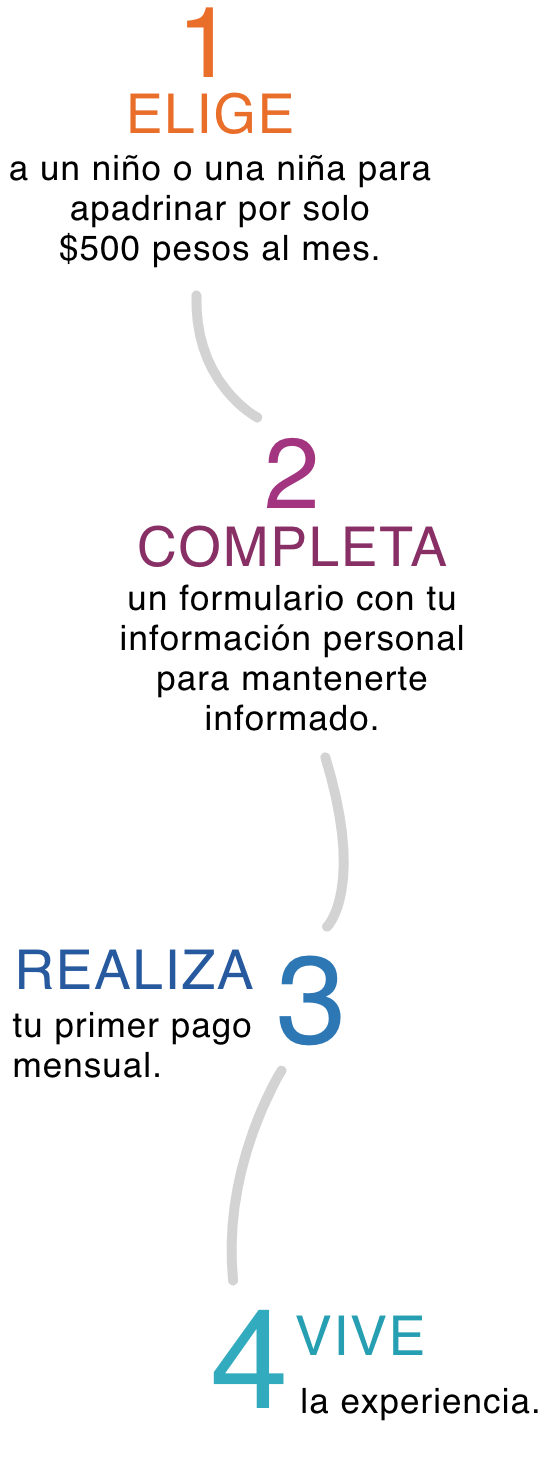 1
ELIGE
a un niño o una niña para
apadrinar por solo
$500 pesos al mes.
2
COMPLETA
un formulario con tu
información personal
para mantenerte
informado.
3
REALIZA
tu primer pago
mensual.
4
VIVE
la experiencia.